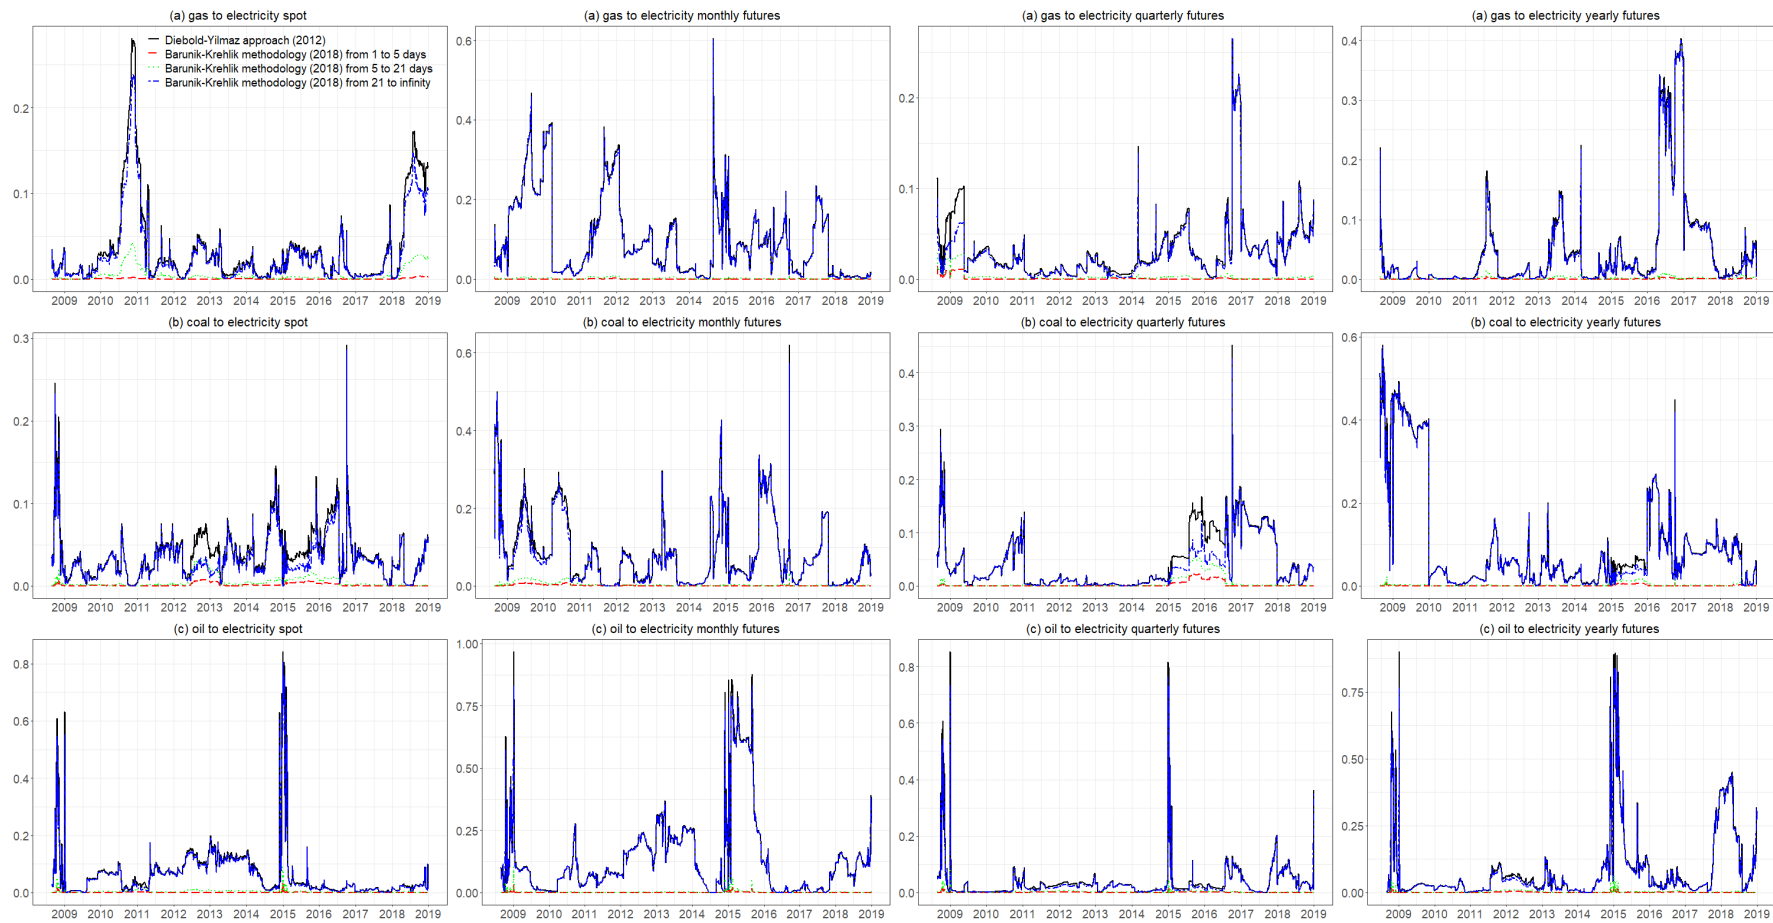 (a) gas to electricity spot
Diebold-Yilmaz approach (2012)
Barunik-Krehlik methodology (2018) from 1 to 5 days
Barunik-Krehlik methodology (2018) from 5 to 21 days
Barunik-Krehlik methodology (2018) from 21 to infinity
0.2
0.1
0.0
2009 2010 2011 2012 2013 2014 2015 2016 2017 2018 2019
(a) gas to electricity monthly futures
0.6
0.4
0.2
0.0
2009 2010 2011 2012 2013 2014 2015 2016 2017 2018 2019
(a) gas to electricity quarterly futures
0.2
0.1
0.0
2009 2010 2011 2012 2013 2014 2015 2016 2017 2018 2019
(a) gas to electricity yearly futures
0.4
0.3
0.2
0.1
0.0
2009 2010 2011 2012 2013 2014 2015 2016 2017 2018 2019
(b) coal to electricity spot
0.3
0.2
0.1
0.0
2009 2010 2011 2012 2013 2014 2015 2016 2017 2018 2019
(b) coal to electricity monthly futures
0.6
0.4
0.2
0.0
2009 2010 2011 2012 2013 2014 2015 2016 2017 2018 2019
(b) coal to electricity quarterly futures
0.4
0.3
0.2
0.1
0.0
2009 2010 2011 2012 2013 2014 2015 2016 2017 2018 2019
(b) coal to electricity yearly futures
0.6
0.4
0.2
0.0
2009 2010 2011 2012 2013 2014 2015 2016 2017 2018 2019
(c) oil to electricity spot
0.8
0.6
0.4
0.2
0.0
2009 2010 2011 2012 2013 2014 2015 2016 2017 2018 2019
(c) oil to electricity monthly futures
1.00
0.75
0.50
0.25
0.00
2009 2010 2011 2012 2013 2014 2015 2016 2017 2018 2019
(c) oil to electricity quarterly futures
0.8
0.6
0.4
0.2
0.0
2009 2010 2011 2012 2013 2014 2015 2016 2017 2018 2019
(c) oil to electricity yearly futures
0.75
0.50
0.25
0.00
2009 2010 2011 2012 2013 2014 2015 2016 2017 2018 2019